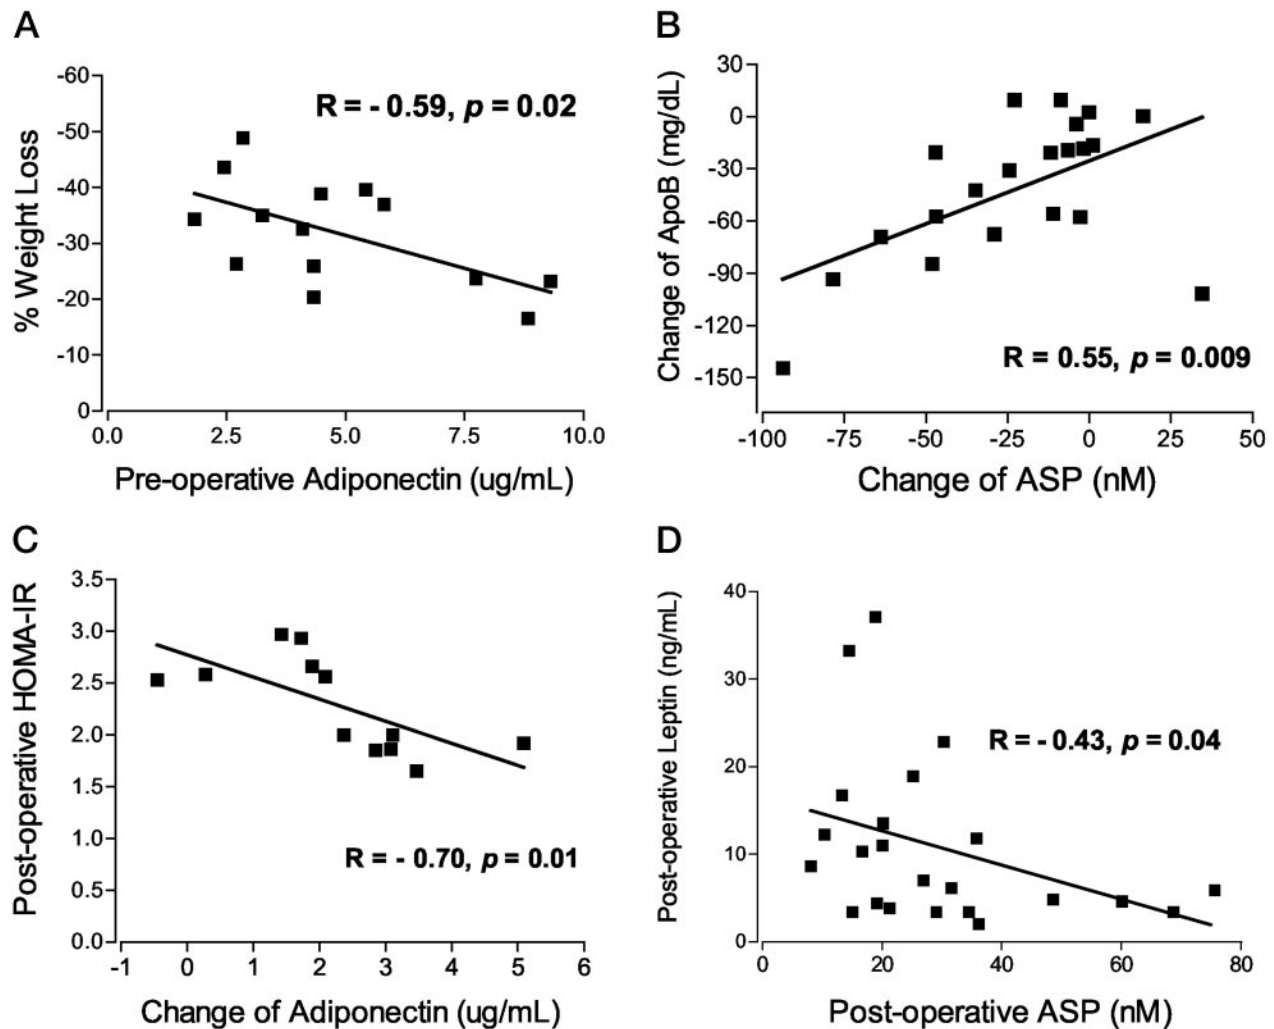 A
% Weight Loss
-60
-50
-40
-30
-20
-10
0
R = - 0.59, p = 0.02
0.0 2.5 5.0 7.5 10.0
Pre-operative Adiponectin (ug/mL)
B
Change of ApoB (mg/dL)
30
0
-30
-60
-90
-120
-150
R = 0.55, p = 0.009
-100 -75 -50 -25 0 25 50
Change of ASP (nM)
C
Post-operative HOMA-IR
3.5
3.0
2.5
2.0
1.5
1.0
0.5
0.0
R = - 0.70, p = 0.01
-1 0 1 2 3 4 5 6
Change of Adiponectin (ug/mL)
D
Post-operative Leptin (ng/mL)
40
30
20
10
0
R = - 0.43, p = 0.04
0 20 40 60 80
Post-operative ASP (nM)